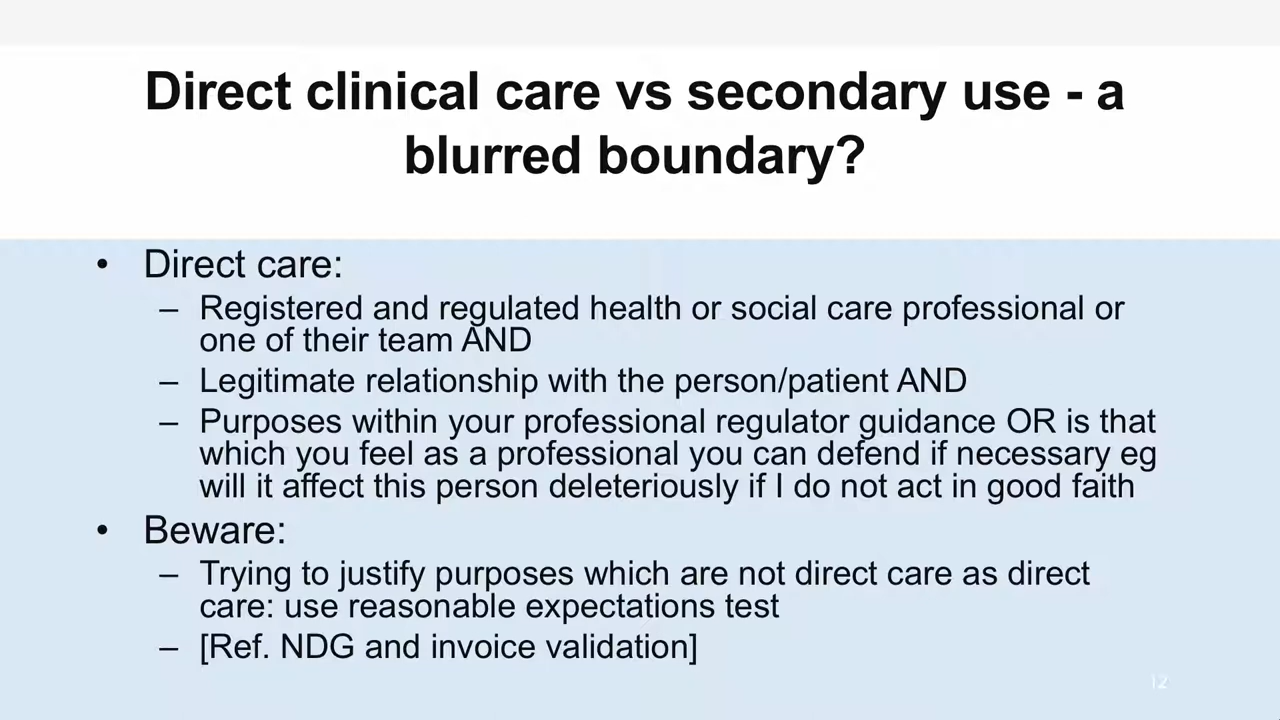 Direct clinical care vs secondary use - a
blurred boundary?
• Direct care:
– Registered and regulated health or social care professional or
one of their team AND
– Legitimate relationship with the person/patient AND
– Purposes within your professional regulator guidance OR is that
which you feel as a professional you can defend if necessary eg
will it affect this person deleteriously if I do not act in good faith
• Beware:
– Trying to justify purposes which are not direct care as direct
care: use reasonable expectations test
– [Ref. NDG and invoice validation]
12